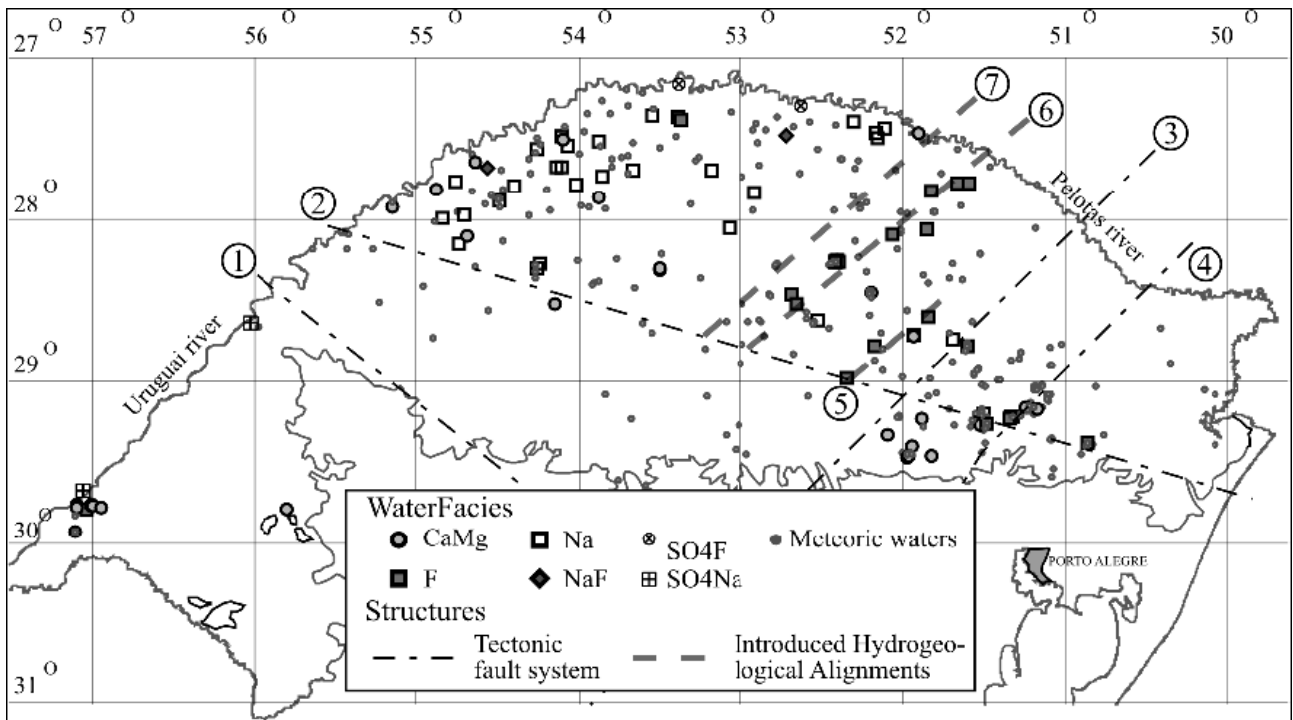 O O O O O O O O
57 56 55 54 53 52 51 50
27 O
7
6
3
Pelotas river
28 O
2
4
1
29 O
Uruguai river
5
30 O
31 O
WaterFacies
CaMg Na SO4F Meteoric waters
F NaF SO4Na
Structures
Tectonic fault system
Introduced Hydrogeo-
logical Alignments
PORTO ALEGRE